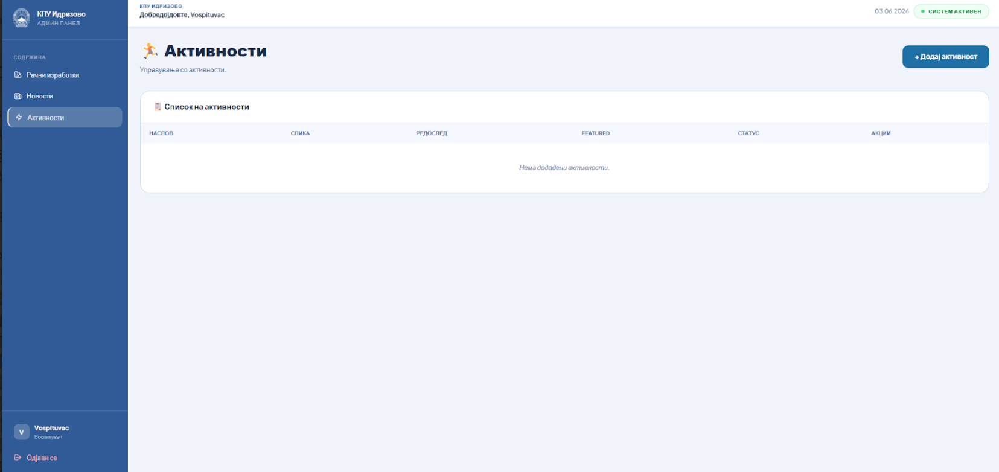 КПУ Идризово
АДМИН ПАНЕЛ
СОДРЖИНА
Рачни изработки
Новости
Активности
Vospituvac
V
Воспитувач
Одјави се
КПУ ИДРИЗОВО
Добредојдовте, Vospituvac
03.06.2026
СИСТЕМ АКТИВЕН
Активности
Управување со активности.
+ Додај активност
Список на активности
НАСЛОВ СЛИКА РЕДОСЛЕД FEATURED СТАТУС АКЦИИ
Нема додадени активности.